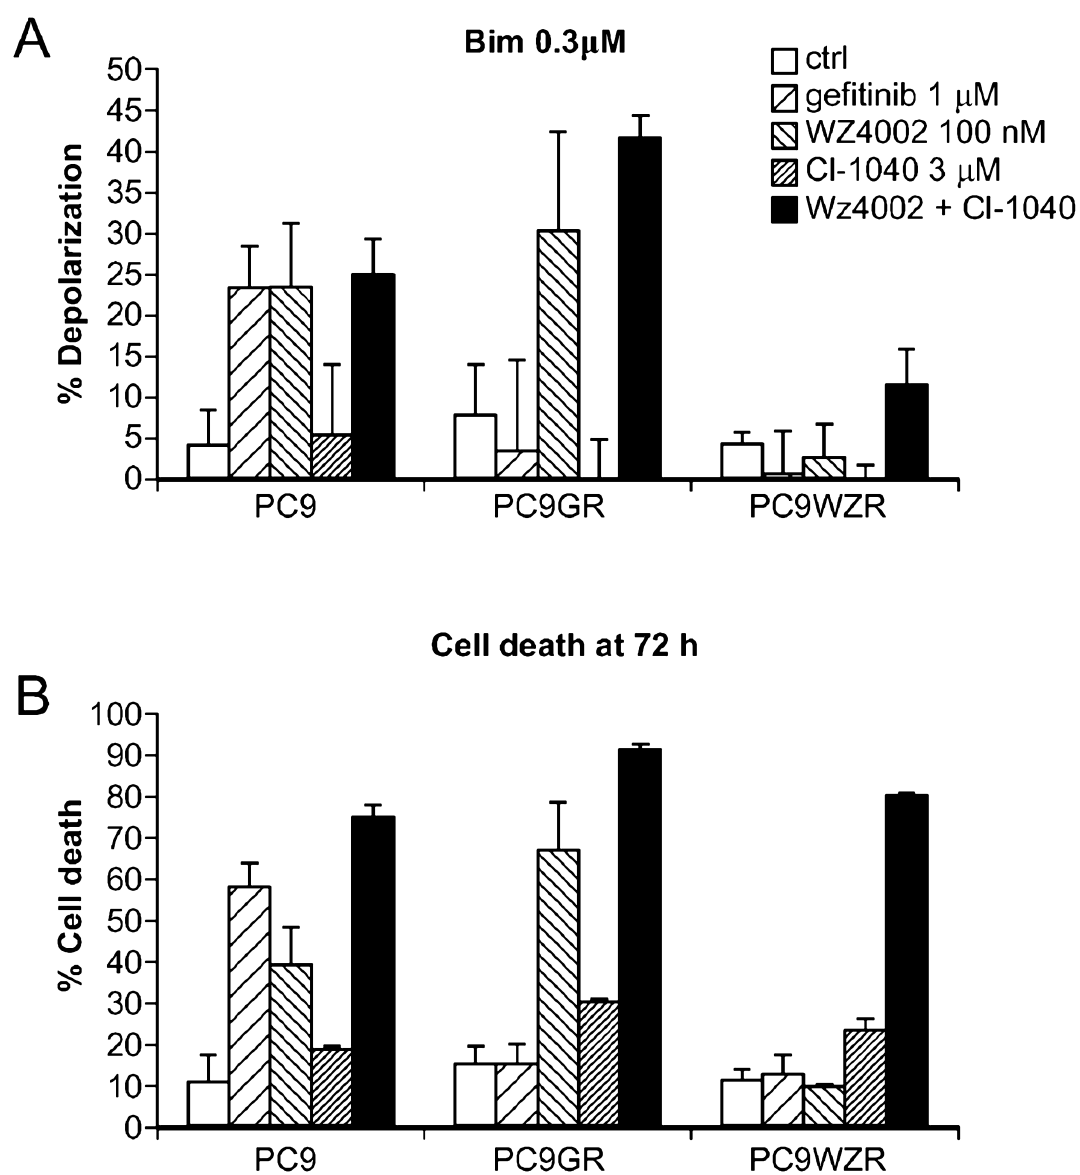 A
Bim 0.3μM
ctrl
gefitinib 1 μM
WZ4002 100 nM
CI-1040 3 μM
Wz4002 + CI-1040
% Depolarization
50
45
40
35
30
25
20
15
10
5
0
PC9 PC9GR PC9WZR
Cell death at 72 h
B
% Cell death
100
90
80
70
60
50
40
30
20
10
0
PC9 PC9GR PC9WZR